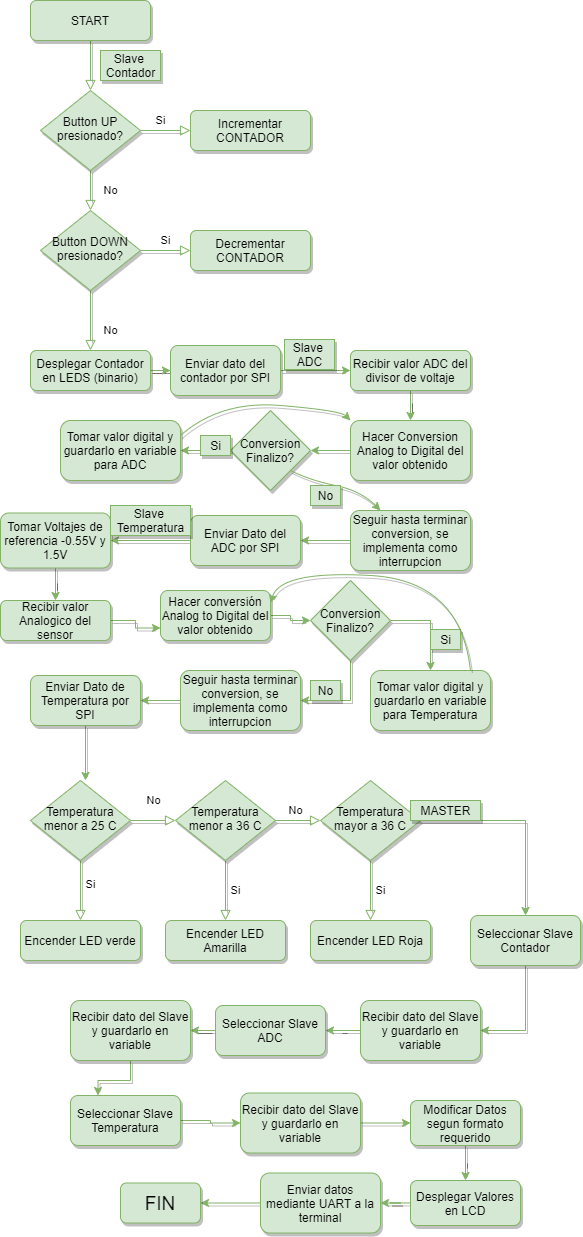 START
Slave
Contador
Button UP
presionado?
Si
Incrementar
CONTADOR
No
Button DOWN
presionado?
Si
Decrementar
CONTADOR
No
Desplegar Contador
en LEDS (binario)
Enviar dato del
contador por SPI
Slave
ADC
Recibir valor ADC del
divisor de voltaje
Tomar valor digital y
guardarlo en variable
para ADC
Si
Conversion
Finalizo?
Hacer Conversion
Analog to Digital del
valor obtenido
No
Tomar Voltajes de
referencia -0.55V y
1.5V
Slave
Temperatura
Enviar Dato del
ADC por SPI
Seguir hasta terminar
conversion, se
implementa como
interrupcion
Recibir valor
Analogico del
sensor
Hacer conversión
Analog to Digital del
valor obtenido
Conversion
Finalizo?
Si
Enviar Dato de
Temperatura por
SPI
Seguir hasta terminar
conversion, se
implementa como
interrupcion
No
Tomar valor digital y
guardarlo en variable
para Temperatura
Temperatura
menor a 25 C
No
Temperatura
menor a 36 C
No
Temperatura
mayor a 36 C
MASTER
Si
Si
Si
Encender LED verde
Encender LED
Amarilla
Encender LED Roja
Seleccionar Slave
Contador
Recibir dato del Slave
y guardarlo en
variable
Seleccionar Slave
ADC
Recibir dato del Slave
y guardarlo en
variable
Seleccionar Slave
Temperatura
Recibir dato del Slave
y guardarlo en
variable
Modificar Datos
segun formato
requerido
FIN
Enviar datos
mediante UART a la
terminal
Desplegar Valores
en LCD